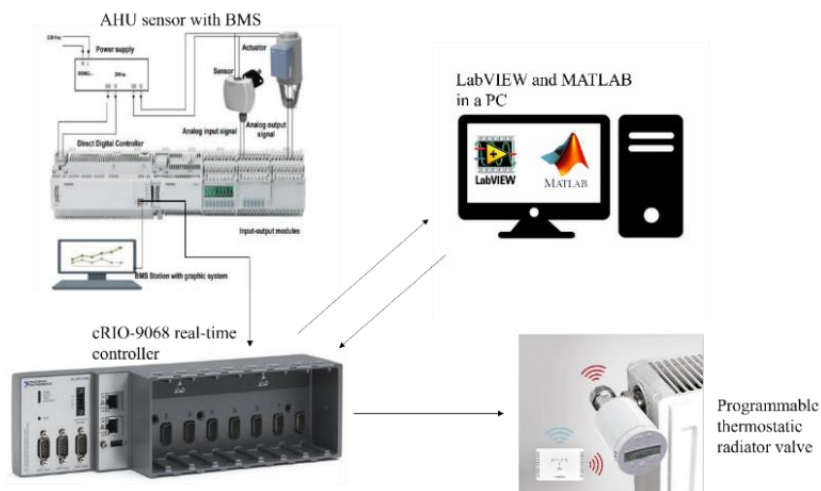 AHU sensor with BMS
220Vac
Power supply
Actuator
Sensor
24Vac
Analog input signal
Analog output
signal
Direct Digital Controller
Input-output modules
BMS Station with graphic system
LabVIEW and MATLAB
in a PC
LabVIEW
MATLAB
cRIO-9068 real-time
controller
Programmable
thermostatic
radiator valve